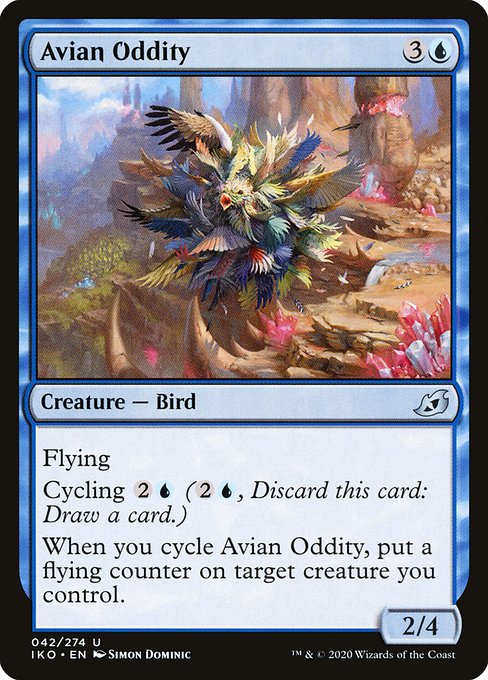 Avian Oddity 3
Creature — Bird
Flying
Cycling 2 (2, Discard this card:
Draw a card.)
When you cycle Avian Oddity, put a
flying counter on target creature you
control.
2/4
042/274 U
IKO • EN Simon Dominic
™ & © 2020 Wizards of the Coast